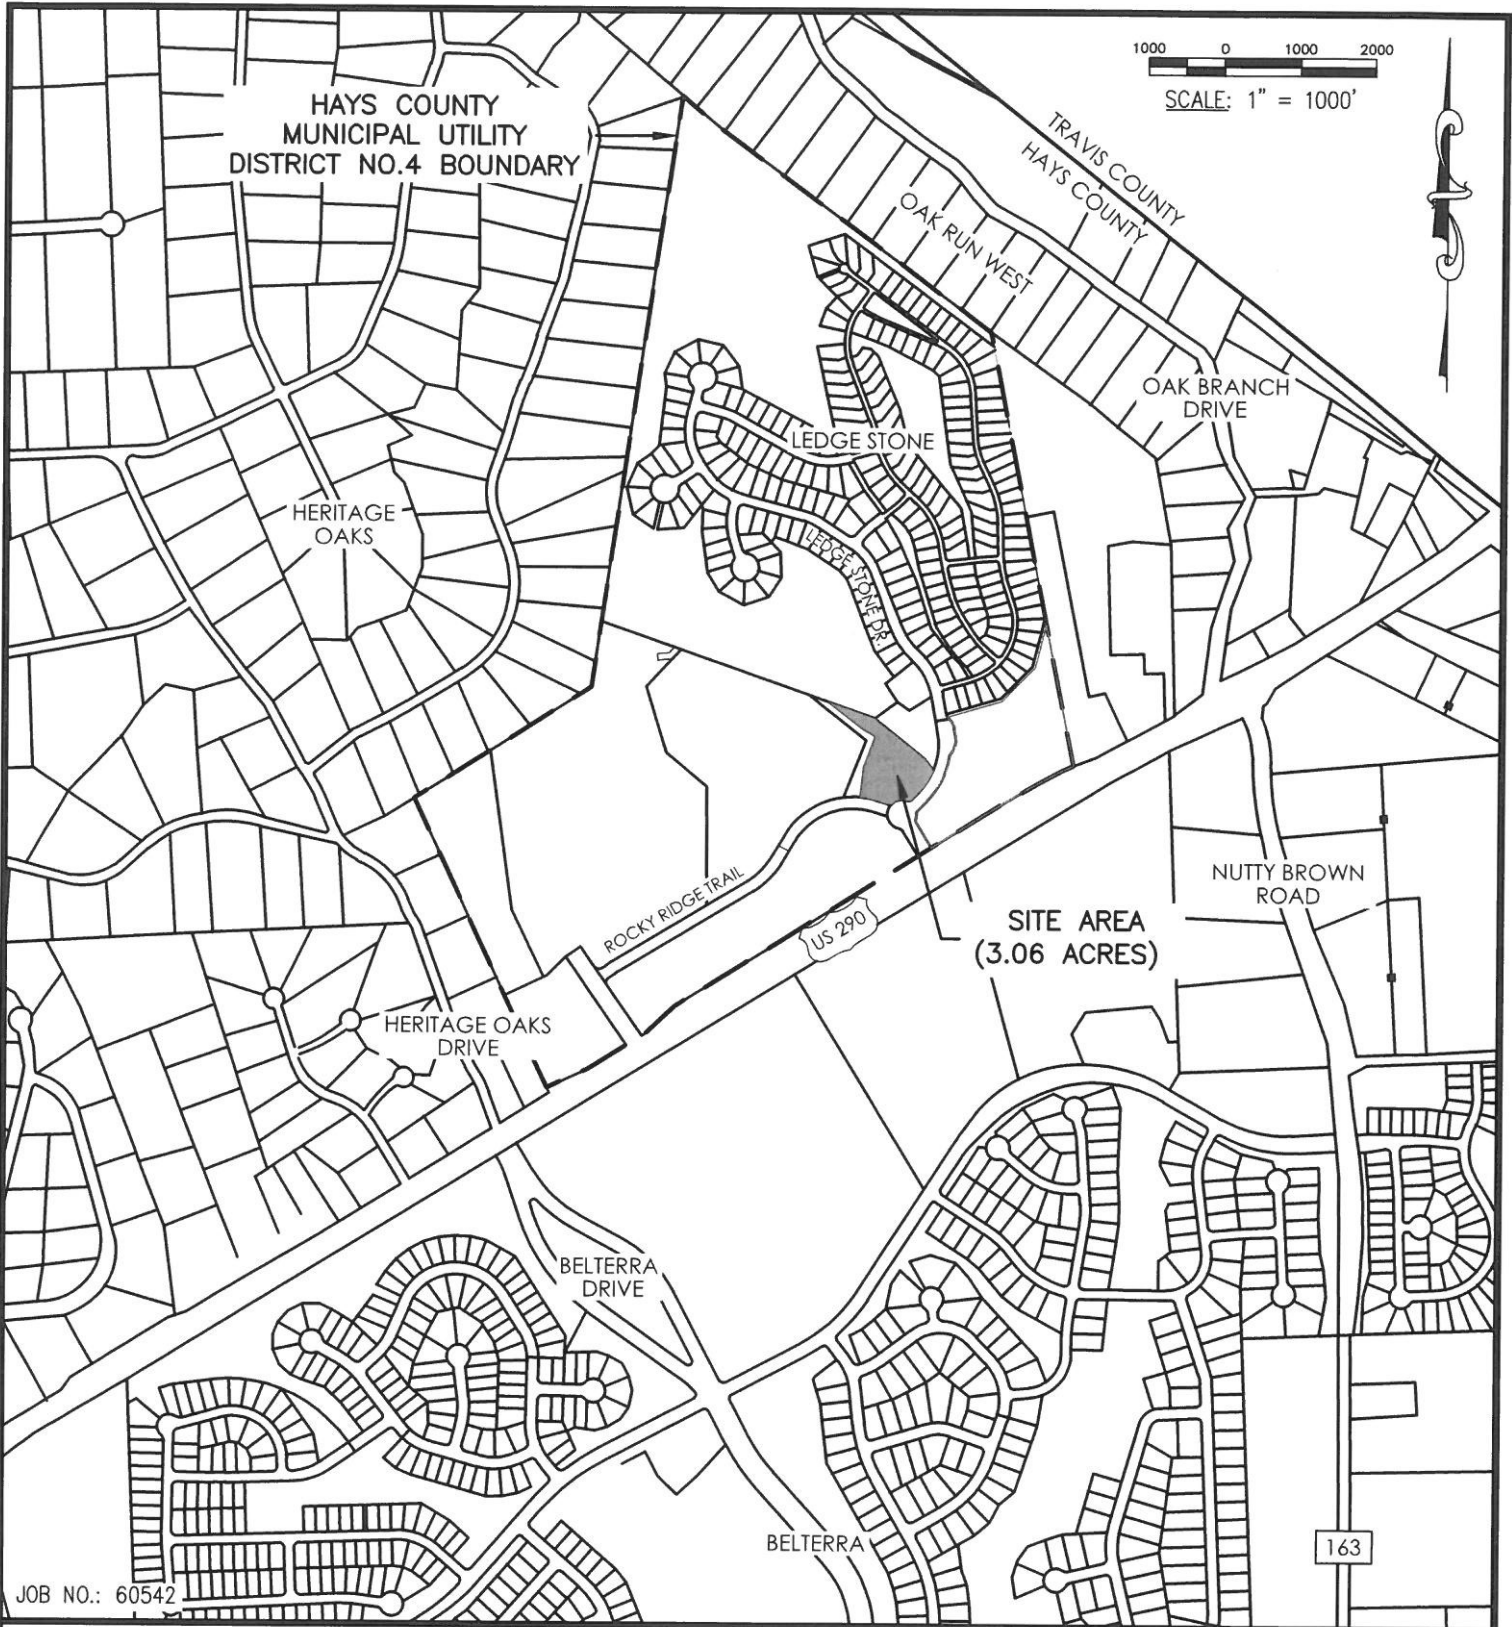 1000 0 1000 2000
SCALE: 1" = 1000'
HAYS COUNTY
MUNICIPAL UTILITY
DISTRICT NO.4 BOUNDARY
TRAVIS COUNTY
HAYS COUNTY
OAK RUN WEST
OAK BRANCH
DRIVE
LEDGE STONE
HERITAGE
OAKS
LEDGE STONE DR.
NUTTY BROWN
ROAD
ROCKY RIDGE TRAIL
US 290
SITE AREA
(3.06 ACRES)
HERITAGE OAKS
DRIVE
BELTERRA
DRIVE
BELTERRA
163
JOB NO.: 60542